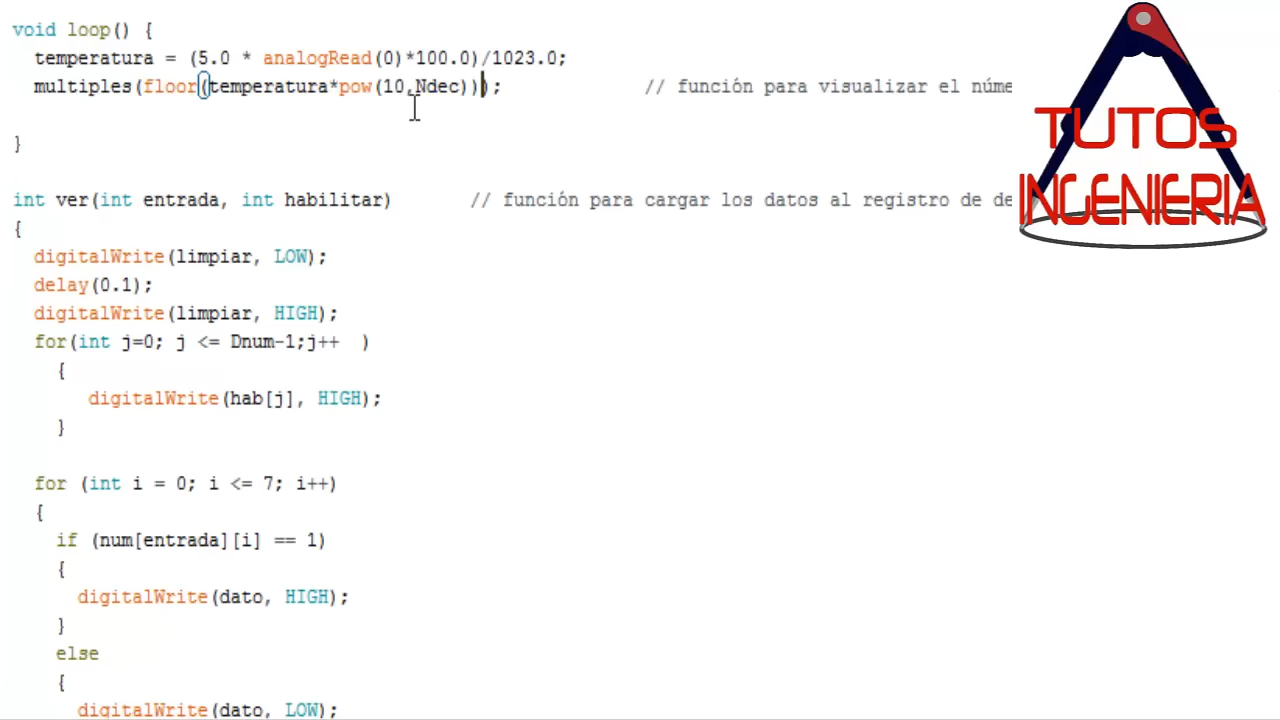 void loop() {
temperatura = (5.0 * analogRead(0)*100.0)/1023.0;
multiples(floor(temperatura*pow(10,Ndec))); // función para visualizar el núme
}
int ver(int entrada, int habilitar) // función para cargar los datos al registro de de
{
digitalWrite(limpiar, LOW);
delay(0.1);
digitalWrite(limpiar, HIGH);
for(int j=0; j <= Dnum-1;j++ )
{
digitalWrite(hab[j], HIGH);
}
for (int i = 0; i <= 7; i++)
{
if (num[entrada][i] == 1)
{
digitalWrite(dato, HIGH);
}
else
{
digitalWrite(dato, LOW);
TUTOS
INGENIERIA